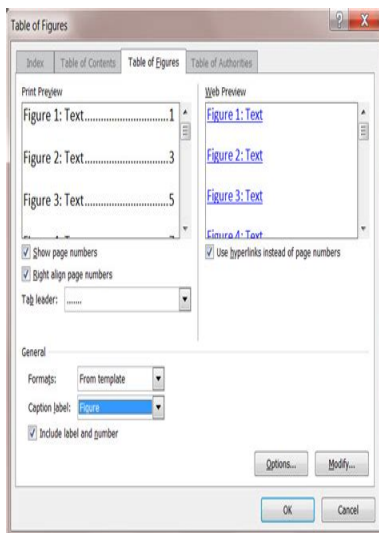 Table of Figures
Index Table of Contents Table of Figures Table of Authorities
Print Preview
Figure 1: Text...............................1
Figure 2: Text...............................3
Figure 3: Text...............................5
Web Preview
Figure 1: Text
Figure 2: Text
Figure 3: Text
Figure 4: Text
Show page numbers
Right align page numbers
Tab leader: .......
Use hyperlinks instead of page numbers
General
Formats: From template
Caption label: Figure
Include label and number
Options... Modify...
OK Cancel